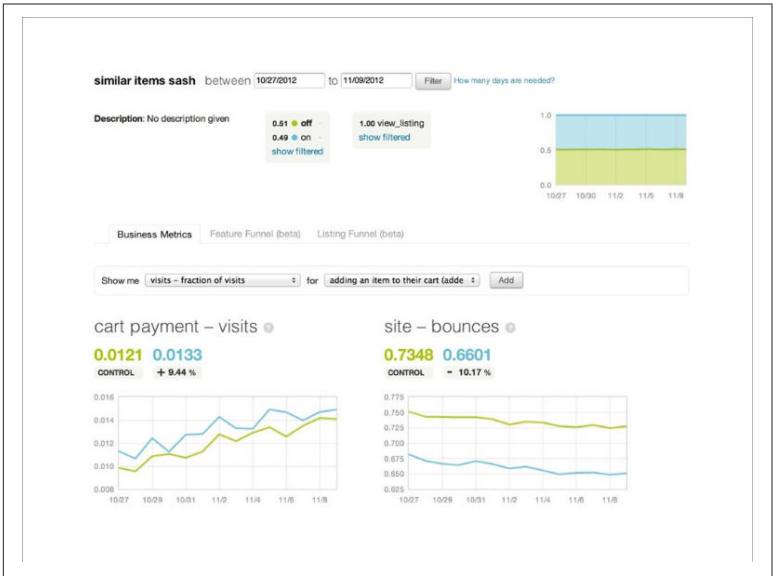 similar items sash between 10/27/2012 to 11/09/2012 Filter How many days are needed?
Description: No description given
0.51 off -
0.49 on -
show filtered
1.00 view_listing
show filtered
1.0
0.5
0.0
10/27 10/30 11/2 11/5 11/8
Business Metrics Feature Funnel (beta) Listing Funnel (beta)
Show me visits - fraction of visits for adding an item to their cart (adde Add
cart payment – visits ?
0.0121 0.0133
CONTROL + 9.44 %
0.016
0.014
0.012
0.010
0.008
10/27 10/29 10/31 11/2 11/4 11/6 11/8
site – bounces ?
0.7348 0.6601
CONTROL - 10.17 %
0.775
0.750
0.725
0.700
0.675
0.650
0.625
10/27 10/29 10/31 11/2 11/4 11/6 11/8